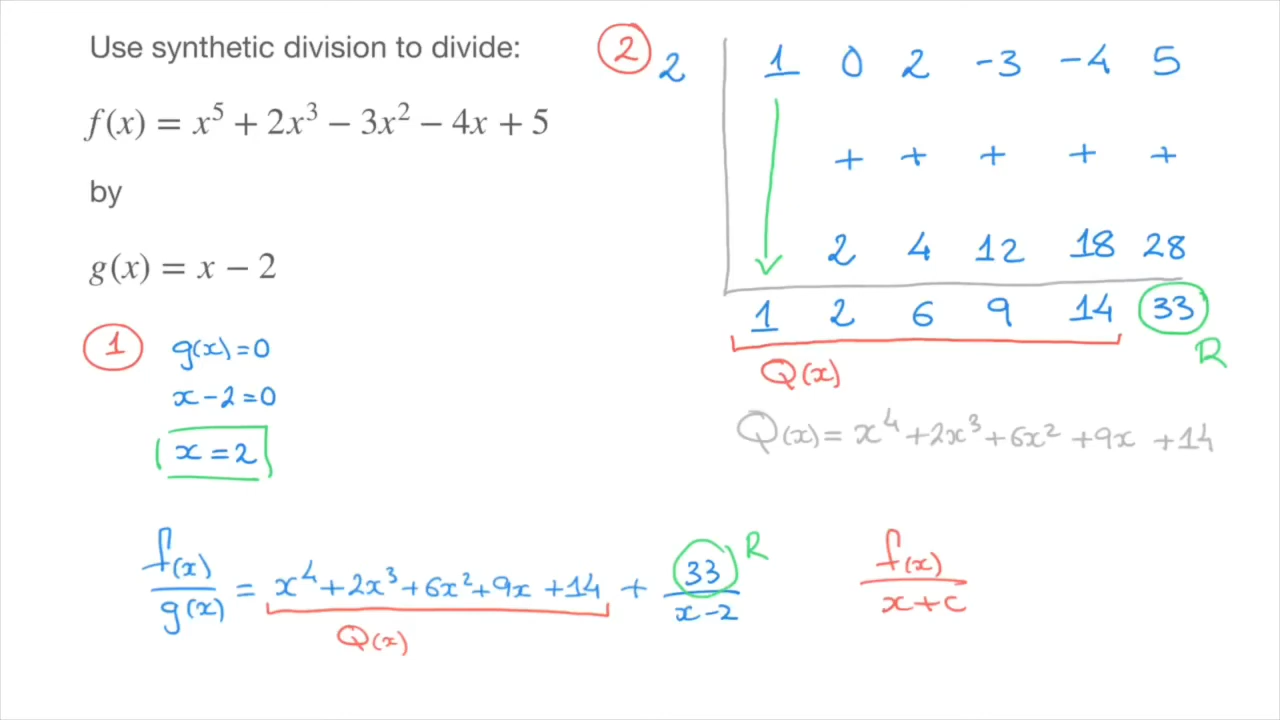 Use synthetic division to divide:
f(x) = x⁵ + 2x³ − 3x² − 4x + 5
by
g(x) = x − 2
1
g(x)=0
x−2=0
x=2
2
2 1 0 2 -3 -4 5
+ + + + +
2 4 12 18 28
1 2 6 9 14 33
R
Q(x)
Q(x)= x⁴+2x³+6x²+9x+14
f(x)/g(x) = x⁴+2x³+6x²+9x+14 + 33/x−2
R
Q(x)
f(x)/x+c